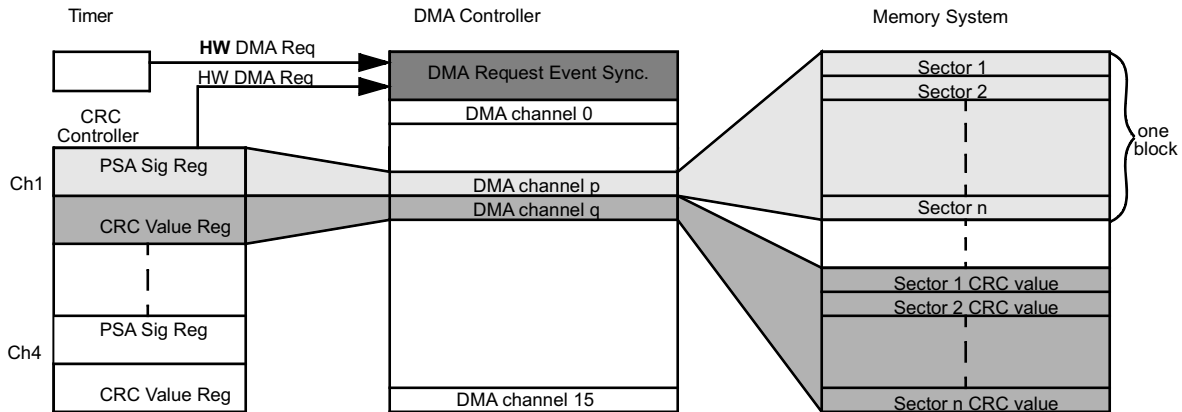 Timer
DMA Controller
Memory System
HW DMA Req
HW DMA Req
DMA Request Event Sync.
Sector 1
Sector 2
DMA channel 0
CRC
Controller
one
block
PSA Sig Reg
Ch1
DMA channel p
DMA channel q
Sector n
CRC Value Reg
Sector 1 CRC value
Sector 2 CRC value
PSA Sig Reg
Ch4
CRC Value Reg
DMA channel 15
Sector n CRC value